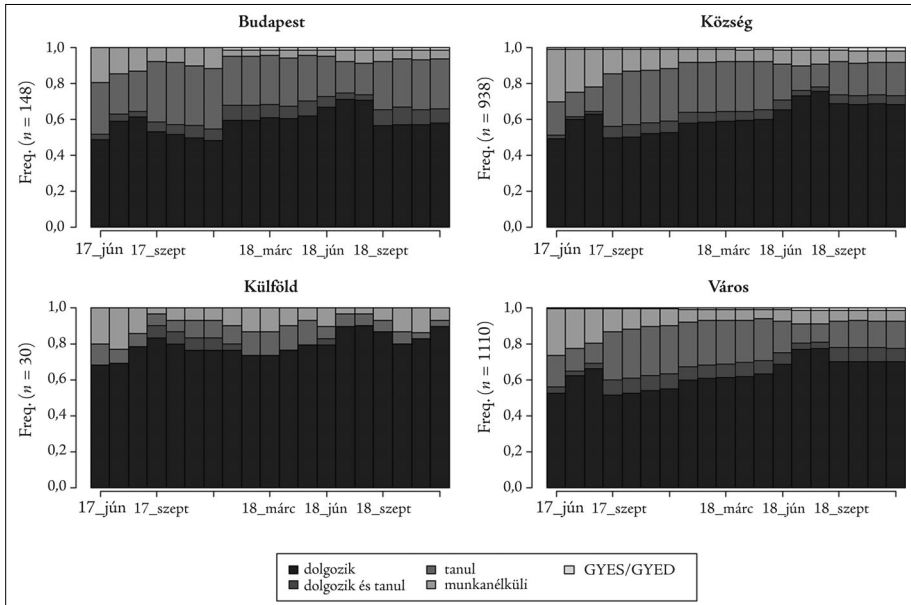 Budapest
Freq. (n = 148)
1,0
0,8
0,6
0,4
0,2
0,0
17_jún 17_szept 18_márc 18_jún 18_szept
Község
Freq. (n = 938)
1,0
0,8
0,6
0,4
0,2
0,0
17_jún 17_szept 18_márc 18_jún 18_szept
Külföld
Freq. (n = 30)
1,0
0,8
0,6
0,4
0,2
0,0
17_jún 17_szept 18_márc 18_jún 18_szept
Város
Freq. (n = 1110)
1,0
0,8
0,6
0,4
0,2
0,0
17_jún 17_szept 18_márc 18_jún 18_szept
dolgozik tanul GYES/GYED
dolgozik és tanul munkanélküli